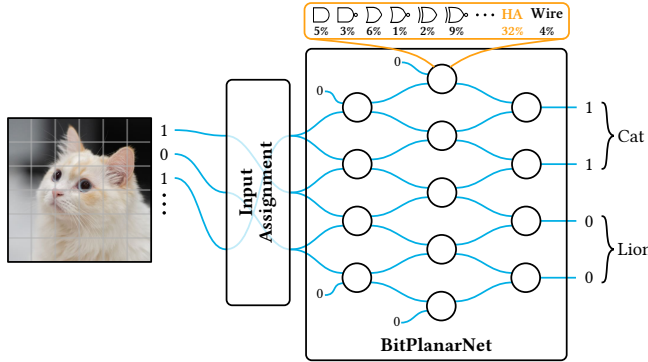 HA Wire
5% 3% 6% 1% 2% 9% 32% 4%
0
0
1
0
1
Input
Assignment
1
1
Cat
0
0
Lion
0
0
BitPlanarNet